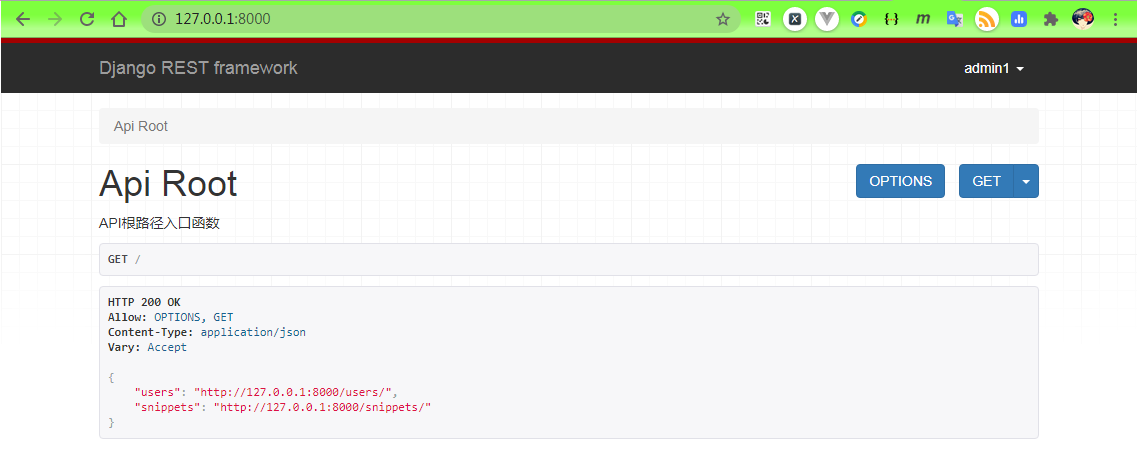 127.0.0.1:8000
Django REST framework
admin1
Api Root
Api Root
OPTIONS
GET
API根路径入口函数
GET /
HTTP 200 OK
Allow: OPTIONS, GET
Content-Type: application/json
Vary: Accept
{
"users": "http://127.0.0.1:8000/users/",
"snippets": "http://127.0.0.1:8000/snippets/"
}